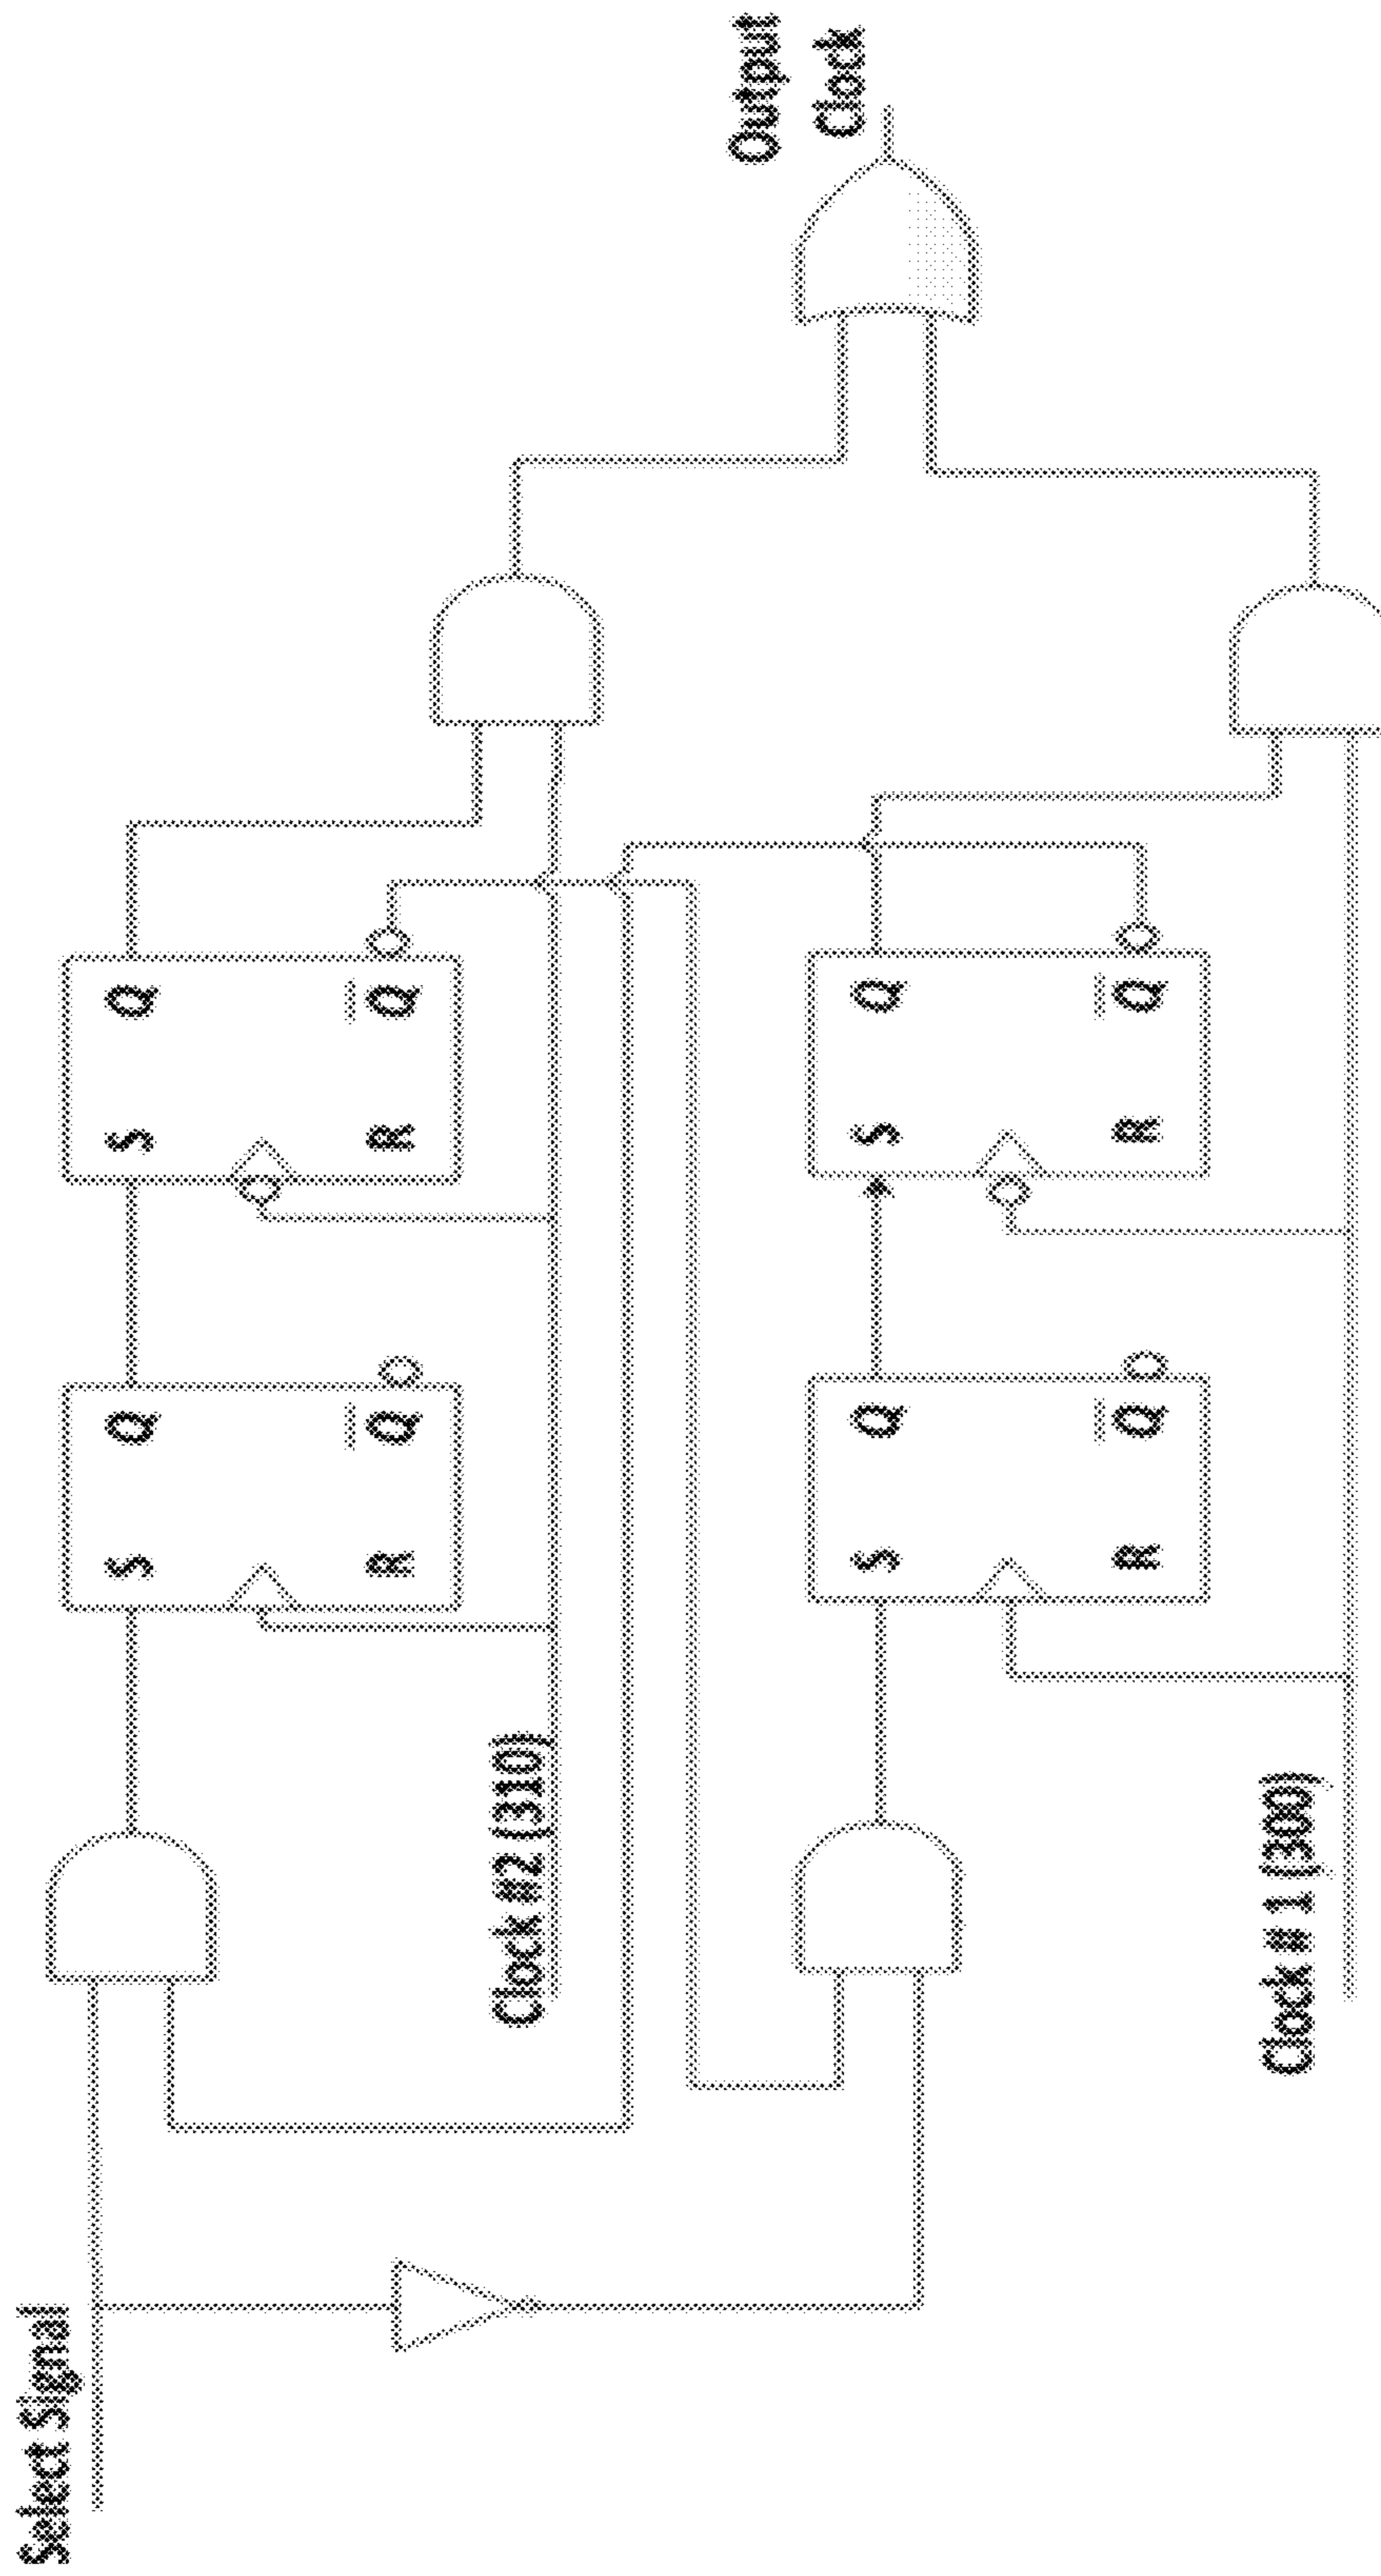 Select Signal
S
Q
R
Q
S
Q
R
Q
Clock #2 (310)
Output
Clock
S
Q
R
Q
S
Q
R
Q
Clock # 1 (300)